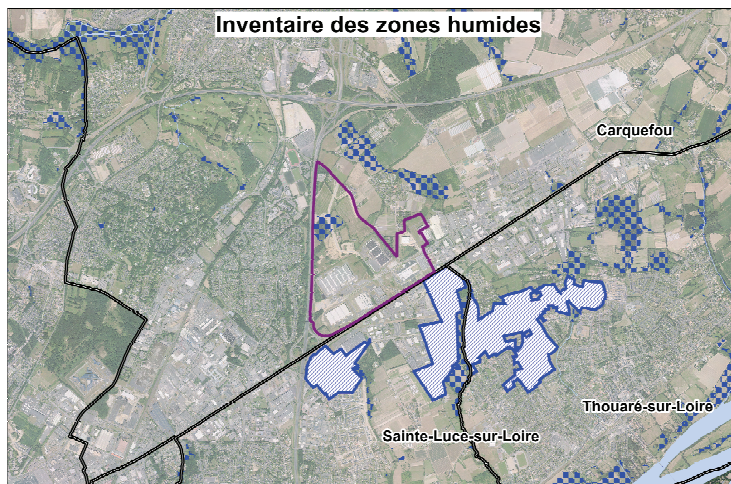 Inventaire des zones humides
Carquefou
Thouaré-sur-Loire
Sainte-Luce-sur-Loire